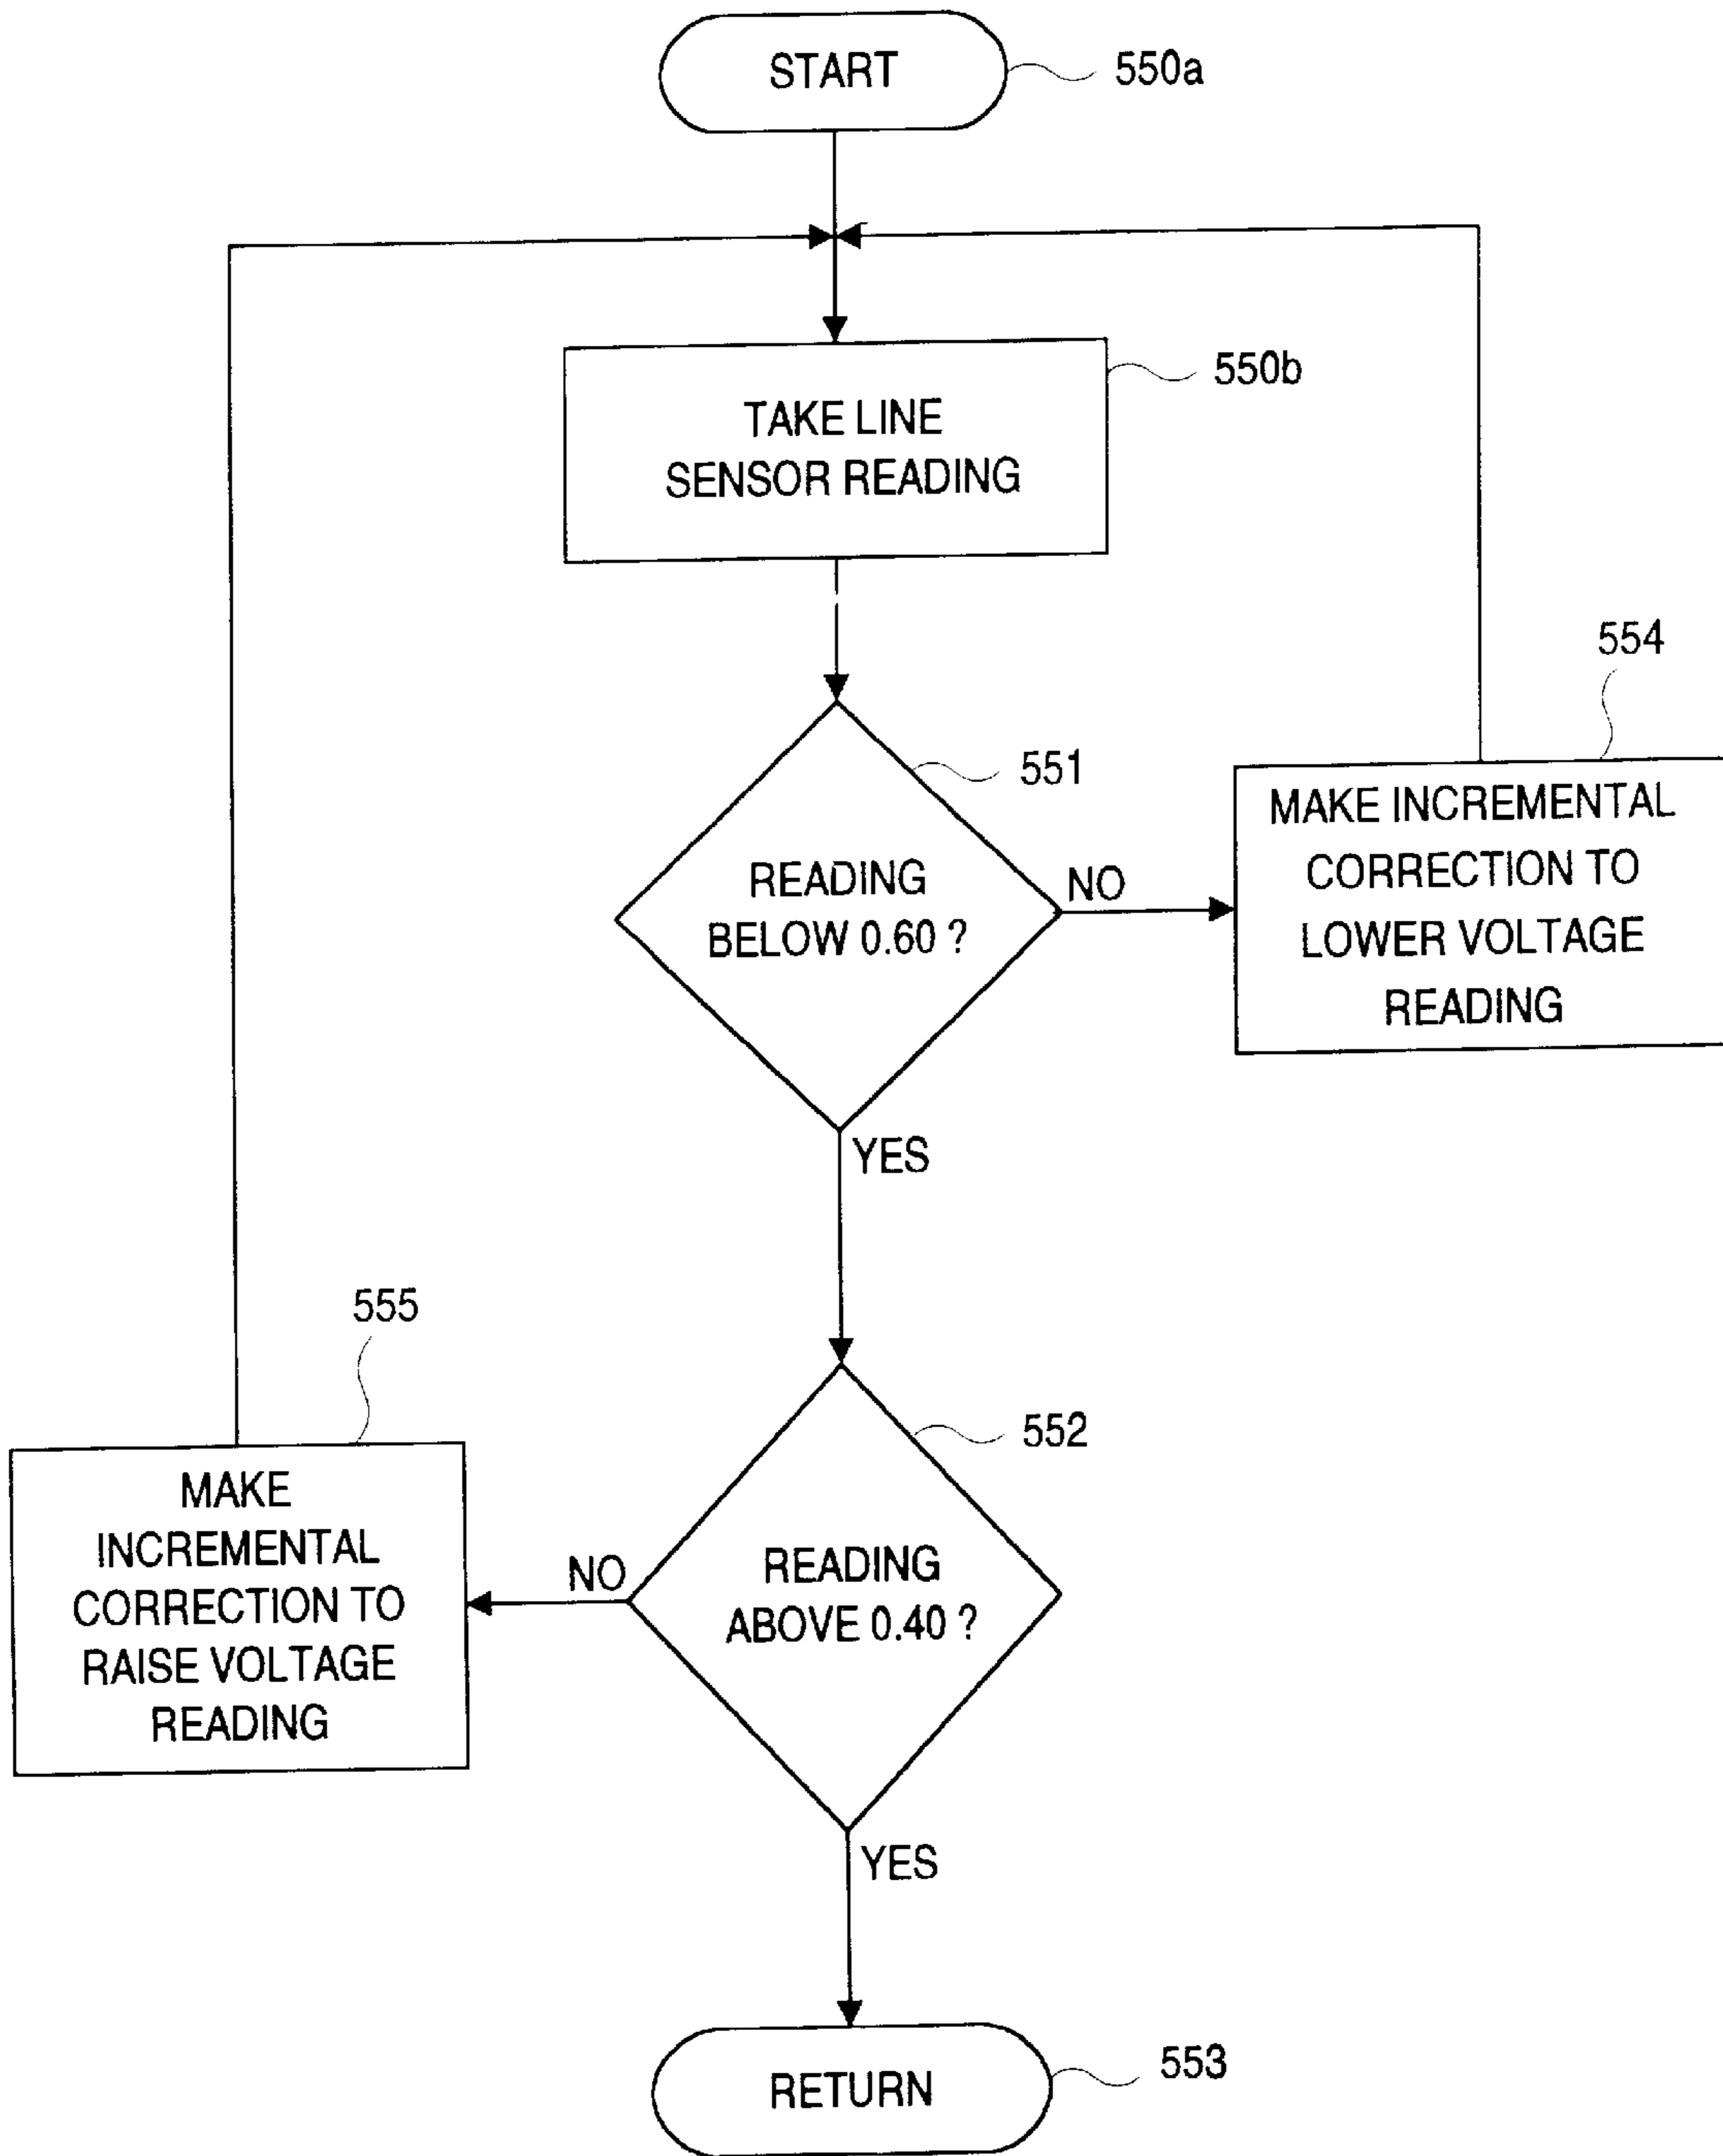 START
550a
TAKE LINE
SENSOR READING
550b
551
READING
BELOW 0.60 ?
NO
554
MAKE INCREMENTAL
CORRECTION TO
LOWER VOLTAGE
READING
YES
552
READING
ABOVE 0.40 ?
NO
555
MAKE
INCREMENTAL
CORRECTION TO
RAISE VOLTAGE
READING
YES
RETURN
553